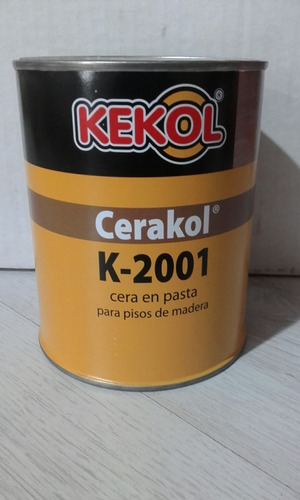 KEKOL®
Cerakol®
K-2001
cera en pasta
para pisos de madera